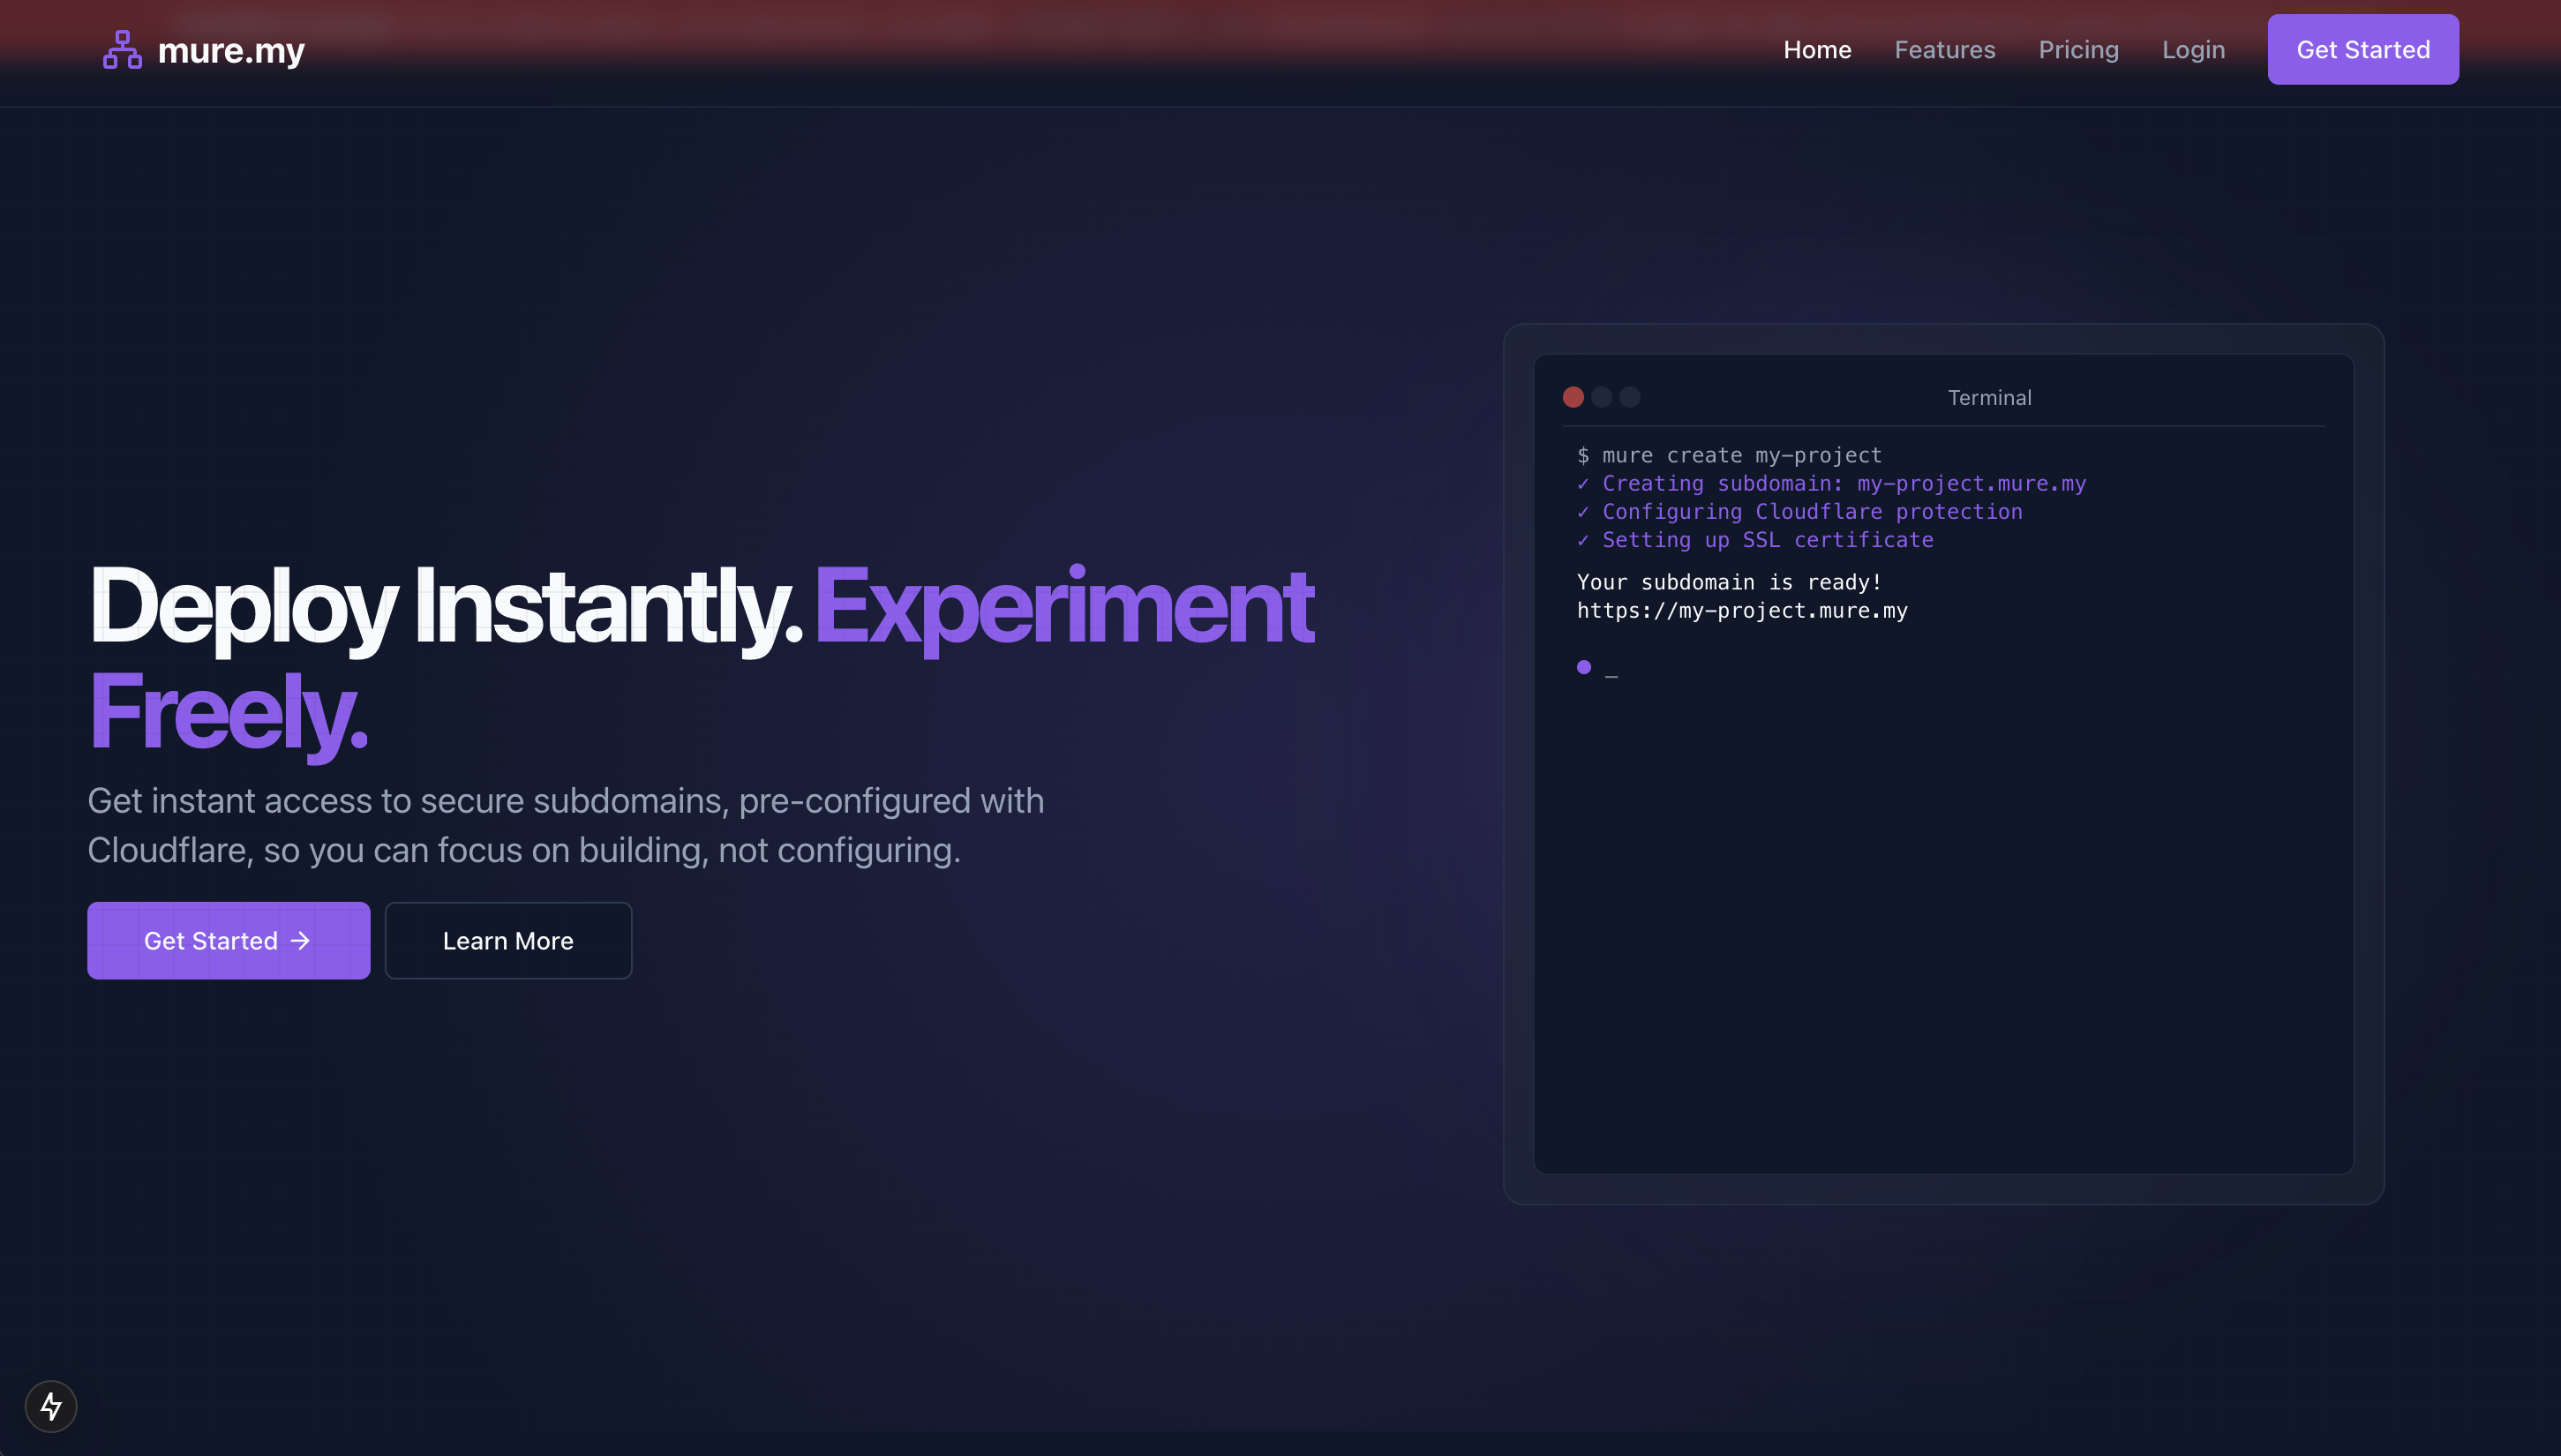 mure.my
Home
Features
Pricing
Login
Get Started
Deploy Instantly. Experiment
Freely.
Get instant access to secure subdomains, pre-configured with
Cloudflare, so you can focus on building, not configuring.
Get Started →
Learn More
Terminal
$ mure create my-project
✓ Creating subdomain: my-project.mure.my
✓ Configuring Cloudflare protection
✓ Setting up SSL certificate
Your subdomain is ready!
https://my-project.mure.my
_